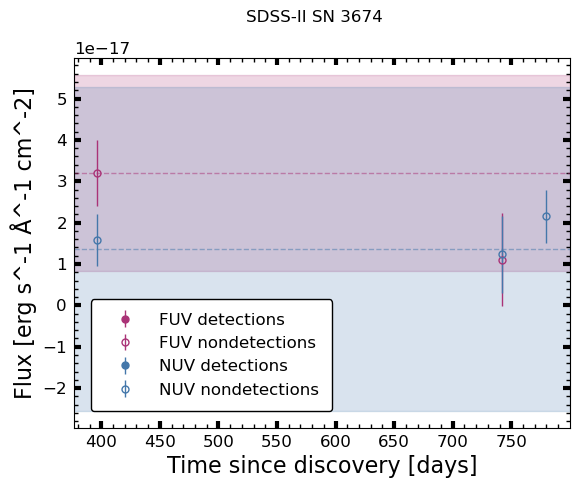 SDSS-II SN 3674
1e−17
Flux [erg s^-1 Å^-1 cm^-2]
5
4
3
2
1
0
−1
−2
FUV detections
FUV nondetections
NUV detections
NUV nondetections
400 450 500 550 600 650 700 750
Time since discovery [days]